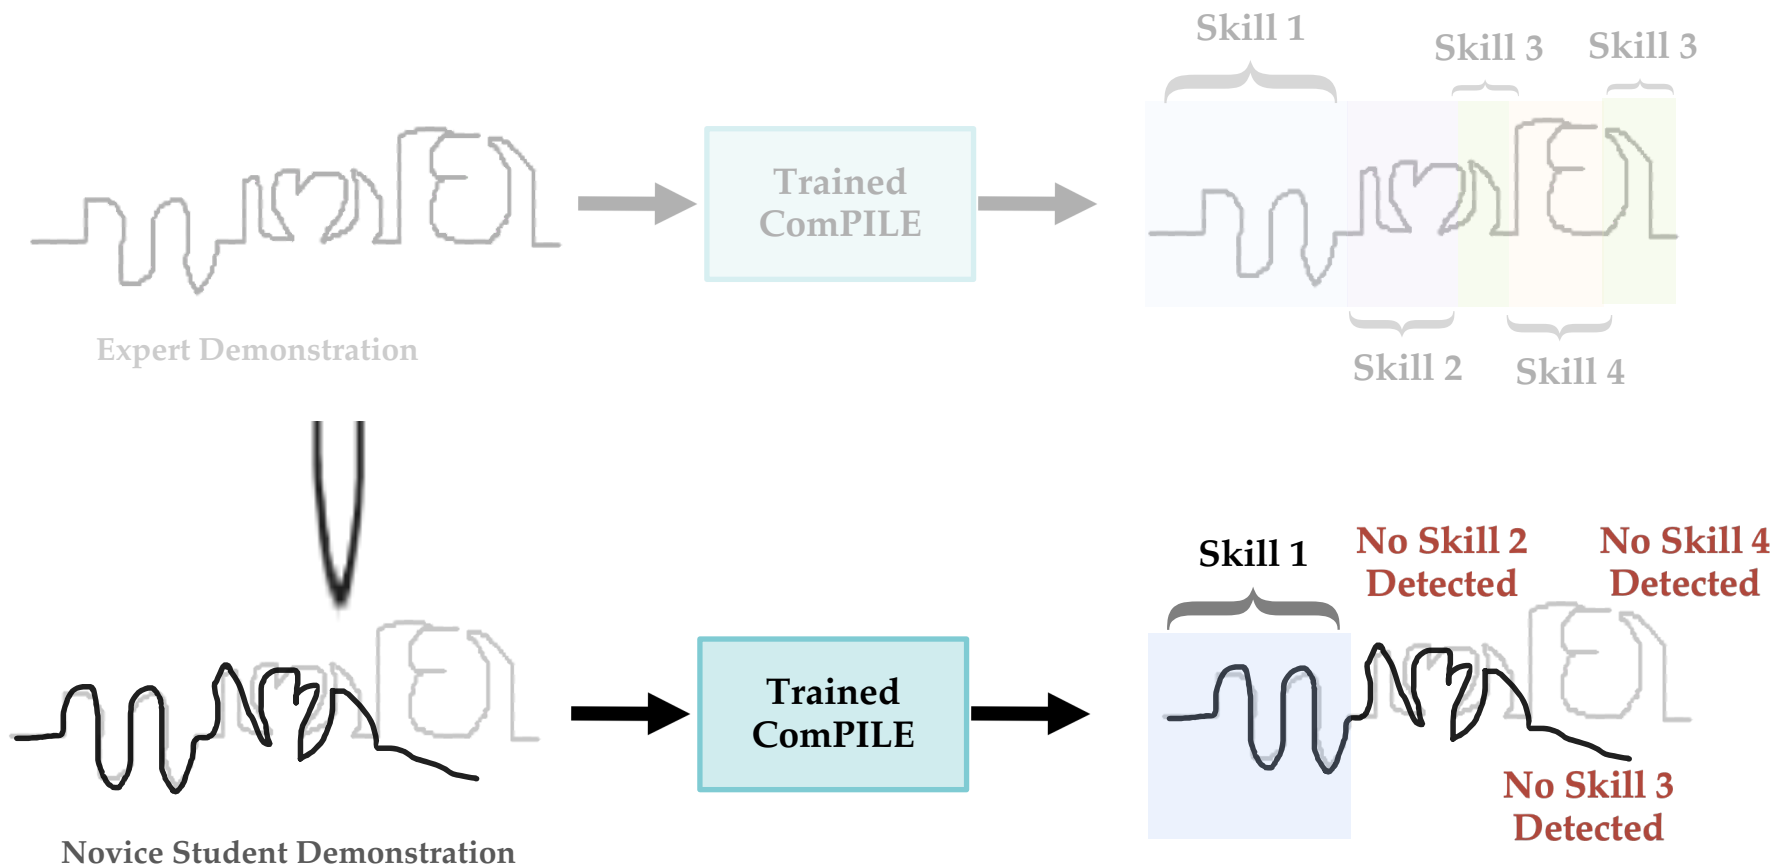 Skill 1
Skill 3
Skill 3
Trained
ComPILE
Expert Demonstration
Skill 2
Skill 4
Skill 1
No Skill 2
Detected
No Skill 4
Detected
Trained
ComPILE
No Skill 3
Detected
Novice Student Demonstration